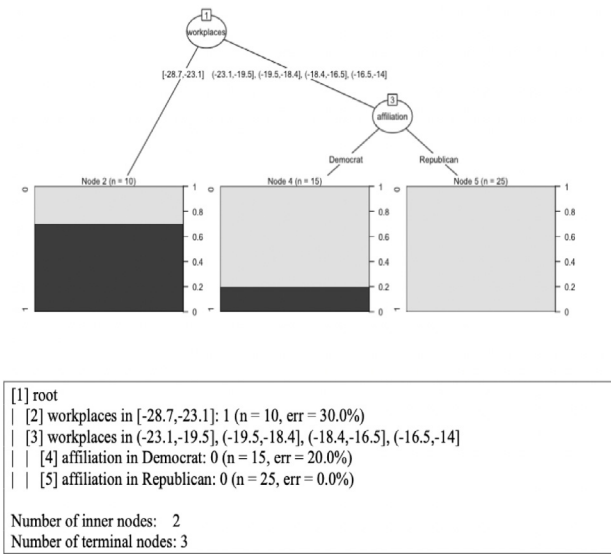 1
workplaces
[-28.7,-23.1] (-23.1,-19.5], (-19.5,-18.4], (-18.4,-16.5], (-16.5,-14]
3
affiliation
Democrat Republican
Node 2 (n = 10) Node 4 (n = 15) Node 5 (n = 25)
0 1 0 1 0 1
0.8 0.8 0.8
0.6 0.6 0.6
0.4 0.4 0.4
0.2 0.2 0.2
1 0 1 0 1 0
[1] root
| [2] workplaces in [-28.7,-23.1]: 1 (n = 10, err = 30.0%)
| [3] workplaces in (-23.1,-19.5], (-19.5,-18.4], (-18.4,-16.5], (-16.5,-14]
| | [4] affiliation in Democrat: 0 (n = 15, err = 20.0%)
| | [5] affiliation in Republican: 0 (n = 25, err = 0.0%)
Number of inner nodes: 2
Number of terminal nodes: 3